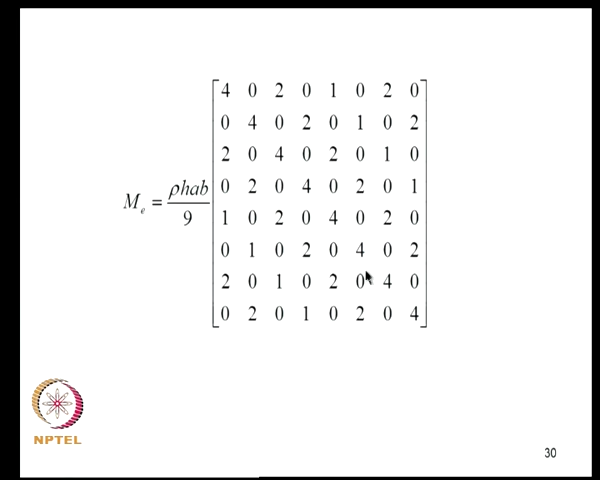 4 0 2 0 1 0 2 0
0 4 0 2 0 1 0 2
2 0 4 0 2 0 1 0
M_e = ρhab/9 0 2 0 4 0 2 0 1
1 0 2 0 4 0 2 0
0 1 0 2 0 4 0 2
2 0 1 0 2 0 4 0
0 2 0 1 0 2 0 4
NPTEL
30